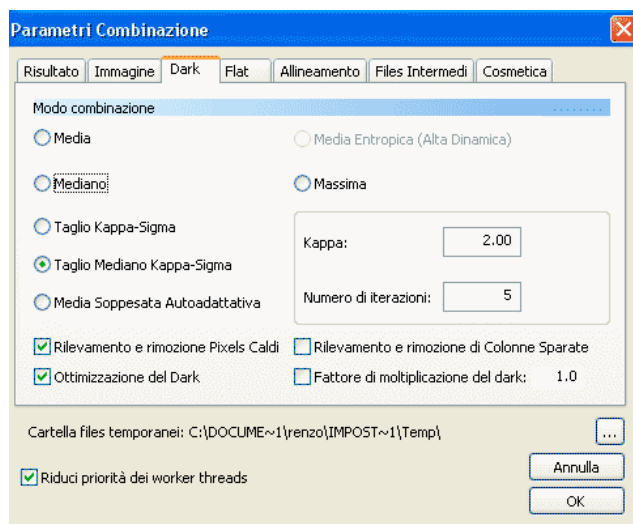 Parametri Combinazione
Risultato Immagine Dark Flat Allineamento Files Intermedi Cosmetica
Modo combinazione
Media Media Entropica (Alta Dinamica)
Mediano Massima
Taglio Kappa-Sigma
Kappa: 2.00
Taglio Mediano Kappa-Sigma
Numero di iterazioni: 5
Media Soppesata Autoadattativa
Rilevamento e rimozione Pixels Caldi Rilevamento e rimozione di Colonne Sparate
Ottimizzazione del Dark Fattore di moltiplicazione del dark: 1.0
Cartella files temporanei: C:\DOCUME~1\renzo\IMPOST~1\Temp\ ...
Riduci priorità dei worker threads Annulla
OK